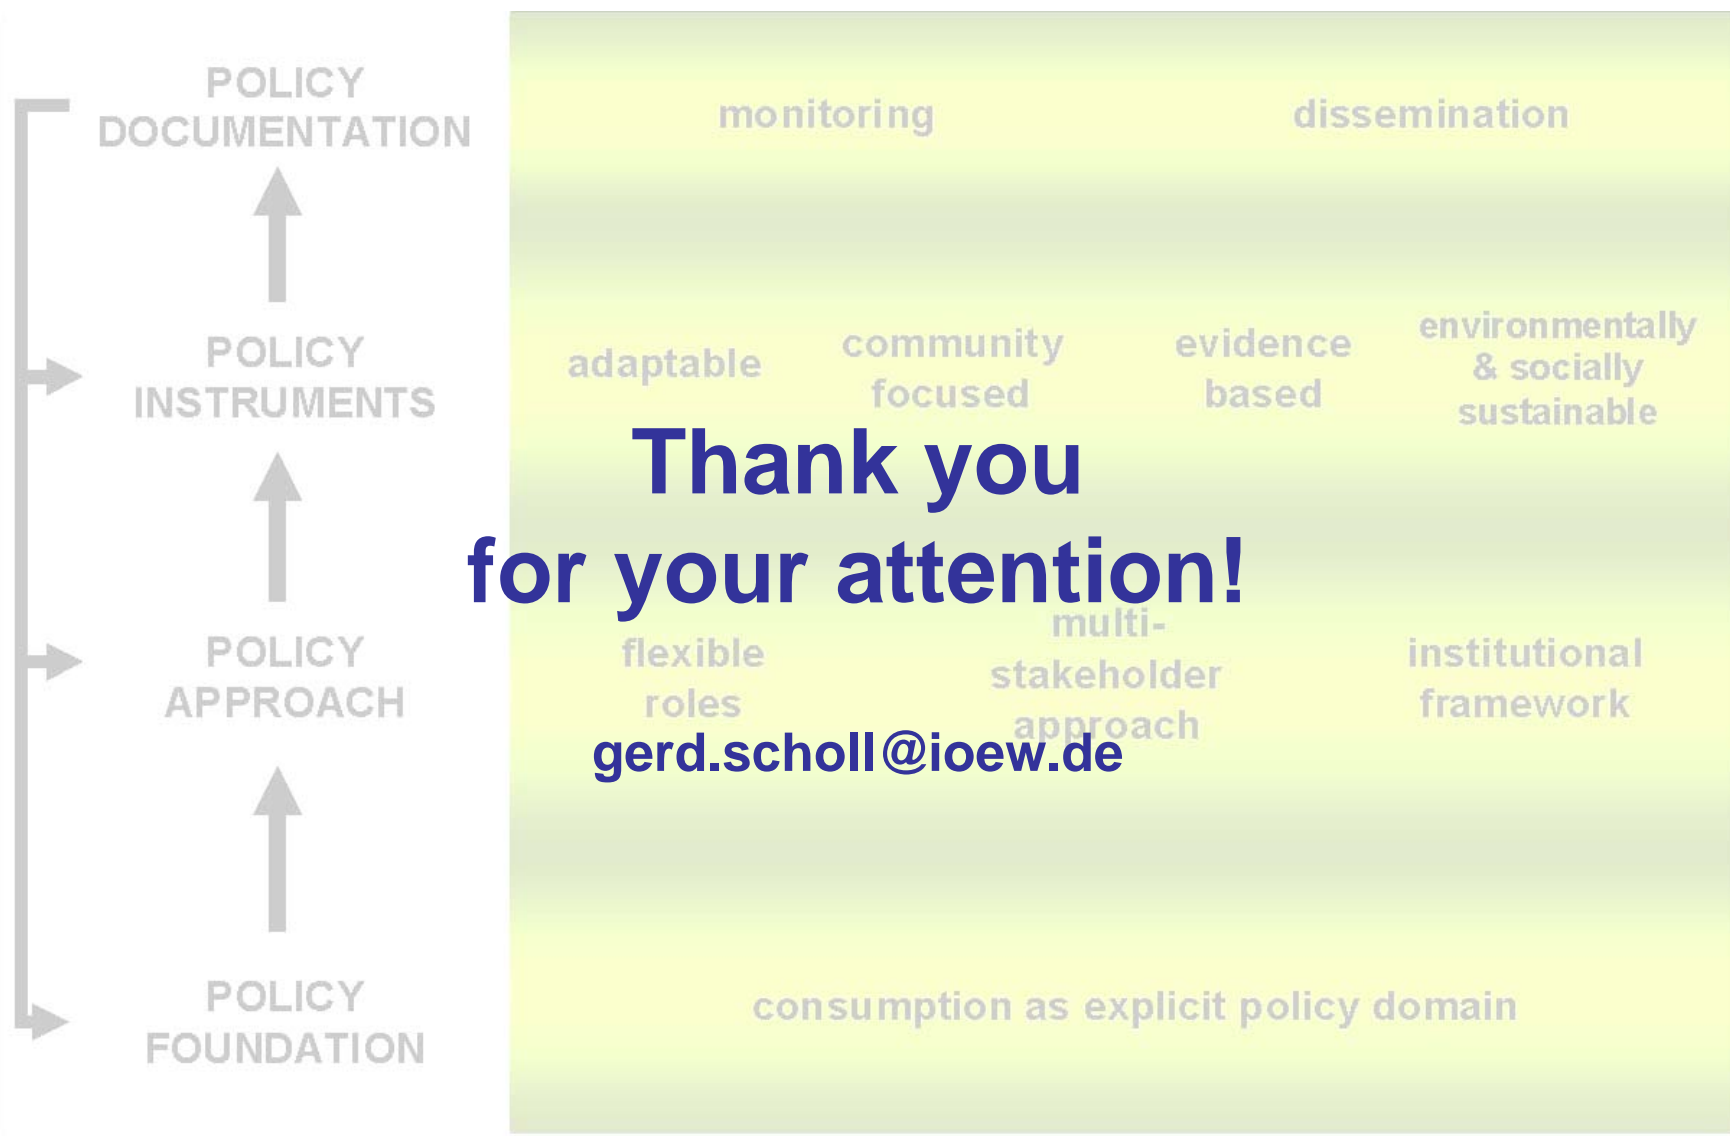 POLICY
DOCUMENTATION
monitoring
dissemination
POLICY
INSTRUMENTS
adaptable
community
focused
evidence
based
environmentally
& socially
sustainable
Thank you
for your attention!
POLICY
APPROACH
flexible
roles
multi-
stakeholder
approach
institutional
framework
gerd.scholl@ioew.de
POLICY
FOUNDATION
consumption as explicit policy domain